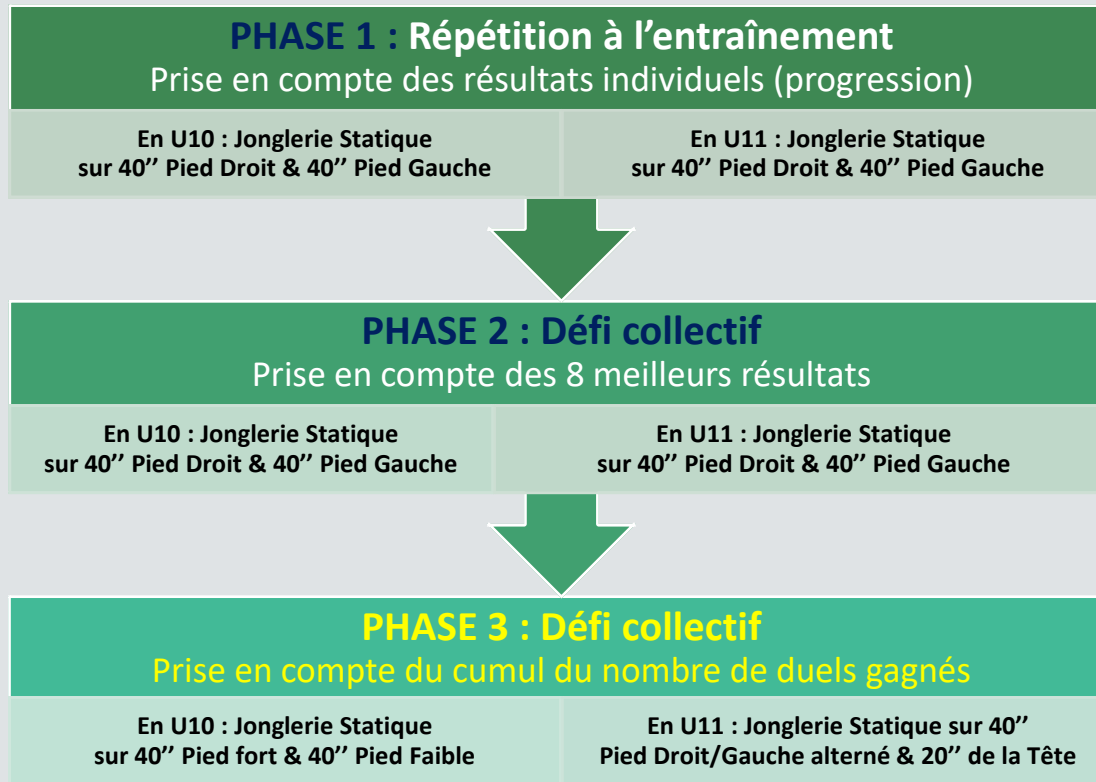 PHASE 1 : Répétition à l’entraînement
Prise en compte des résultats individuels (progression)
En U10 : Jonglerie Statique
sur 40’’ Pied Droit & 40’’ Pied Gauche
En U11 : Jonglerie Statique
sur 40’’ Pied Droit & 40’’ Pied Gauche
PHASE 2 : Défi collectif
Prise en compte des 8 meilleurs résultats
En U10 : Jonglerie Statique
sur 40’’ Pied Droit & 40’’ Pied Gauche
En U11 : Jonglerie Statique
sur 40’’ Pied Droit & 40’’ Pied Gauche
PHASE 3 : Défi collectif
Prise en compte du cumul du nombre de duels gagnés
En U10 : Jonglerie Statique
sur 40’’ Pied fort & 40’’ Pied Faible
En U11 : Jonglerie Statique sur 40’’
Pied Droit/Gauche alterné & 20’’ de la Tête